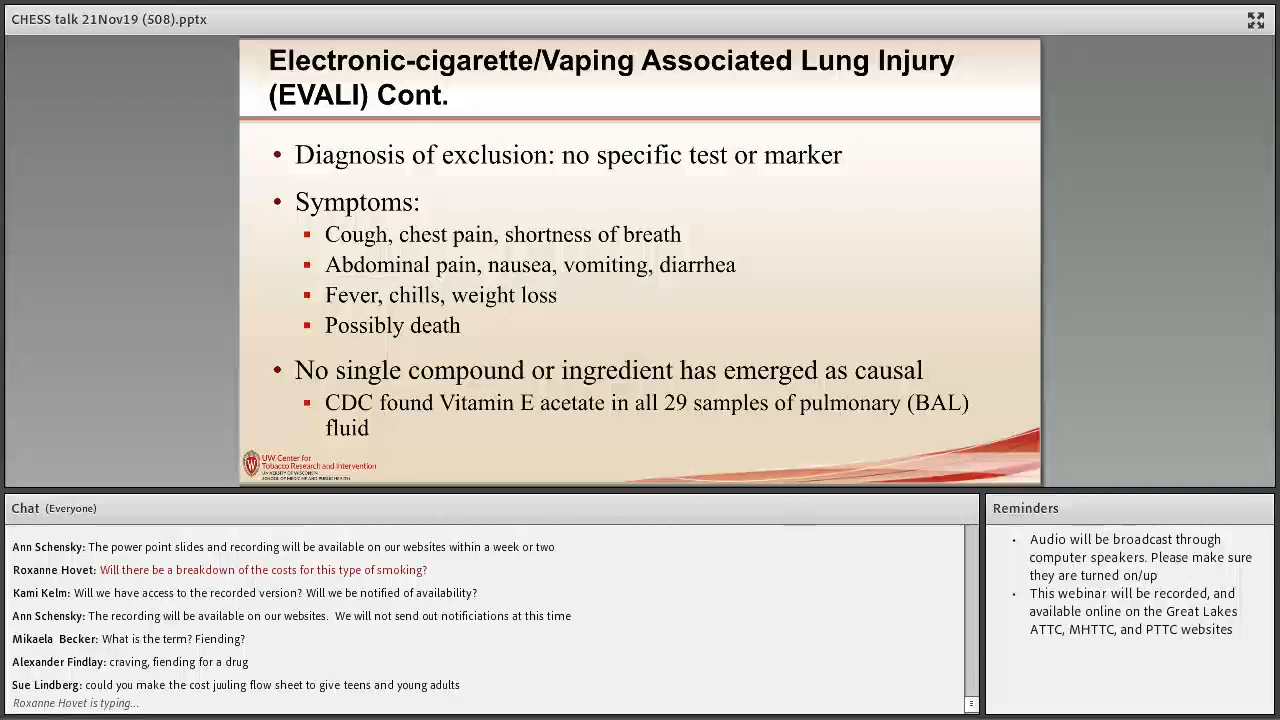 CHESS talk 21Nov19 (508).pptx
Electronic-cigarette/Vaping Associated Lung Injury
(EVALI) Cont.
• Diagnosis of exclusion: no specific test or marker
• Symptoms:
▪ Cough, chest pain, shortness of breath
▪ Abdominal pain, nausea, vomiting, diarrhea
▪ Fever, chills, weight loss
▪ Possibly death
• No single compound or ingredient has emerged as causal
▪ CDC found Vitamin E acetate in all 29 samples of pulmonary (BAL)
fluid
UW Center for
Tobacco Research and Intervention
UNIVERSITY OF WISCONSIN
SCHOOL OF MEDICINE AND PUBLIC HEALTH
Chat (Everyone)
Ann Schensky: The power point slides and recording will be available on our websites within a week or two
Roxanne Hovet: Will there be a breakdown of the costs for this type of smoking?
Kami Kelm: Will we have access to the recorded version? Will we be notified of availability?
Ann Schensky: The recording will be available on our websites.  We will not send out notificiations at this time
Mikaela  Becker: What is the term? Fiending?
Alexander Findlay: craving, fiending for a drug
Sue Lindberg: could you make the cost juuling flow sheet to give teens and young adults
Roxanne Hovet is typing...
Reminders
• Audio will be broadcast through
computer speakers. Please make sure
they are turned on/up
• This webinar will be recorded, and
available online on the Great Lakes
ATTC, MHTTC, and PTTC websites